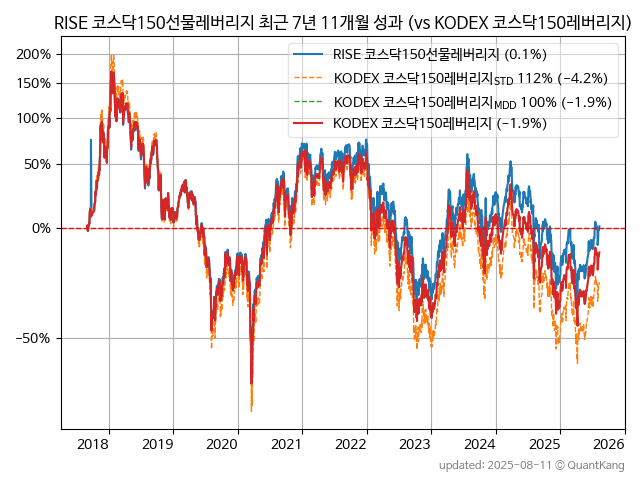 RISE 코스닥150선물레버리지 최근 7년 11개월 성과 (vs KODEX 코스닥150레버리지)
RISE 코스닥150선물레버리지 (0.1%)
KODEX 코스닥150레버리지STD 112% (−4.2%)
KODEX 코스닥150레버리지MDD 100% (−1.9%)
KODEX 코스닥150레버리지 (−1.9%)
200%
150%
100%
50%
0%
−50%
2018 2019 2020 2021 2022 2023 2024 2025 2026
updated: 2025-08-11 © QuantKang